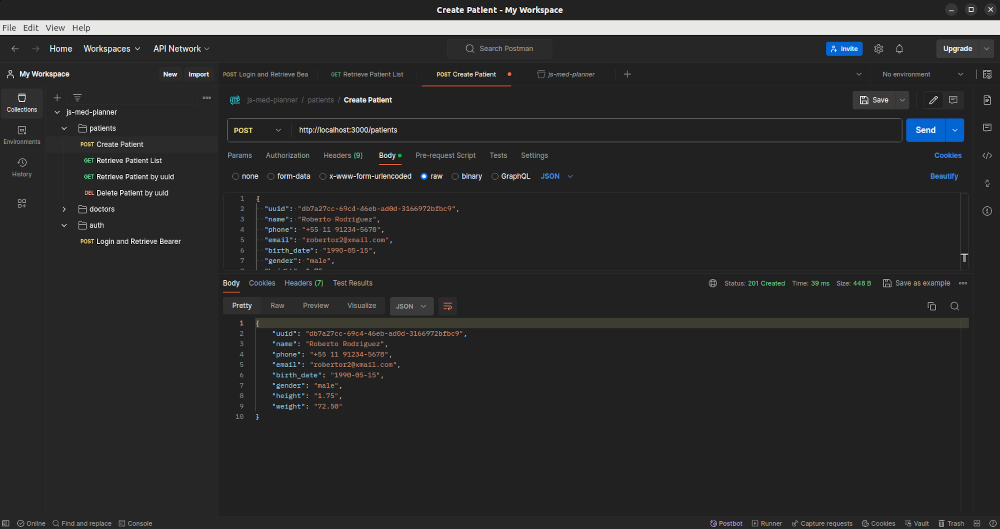 Create Patient - My Workspace
File Edit View Help
Home Workspaces API Network Search Postman Invite Upgrade
My Workspace New Import
POST Login and Retrieve Bea GET Retrieve Patient List POST Create Patient js-med-planner No environment
Collections
Environments
History
js-med-planner
patients
POST Create Patient
GET Retrieve Patient List
GET Retrieve Patient by uuid
DEL Delete Patient by uuid
doctors
auth
POST Login and Retrieve Bearer
js-med-planner / patients / Create Patient Save
POST http://localhost:3000/patients Send
Params Authorization Headers (9) Body Pre-request Script Tests Settings Cookies
none form-data x-www-form-urlencoded raw binary GraphQL JSON Beautify
1 {
2 "uuid": "db7a27cc-69c4-46eb-ad0d-3166972bfbc9",
3 "name": "Roberto Rodriguez",
4 "phone": "+55 11 91234-5678",
5 "email": "robertor2@xmail.com",
6 "birth_date": "1990-05-15",
7 "gender": "male",
Body Cookies Headers (7) Test Results Status: 201 Created Time: 39 ms Size: 448 B Save as example
Pretty Raw Preview Visualize JSON
1 {
2 "uuid": "db7a27cc-69c4-46eb-ad0d-3166972bfbc9",
3 "name": "Roberto Rodriguez",
4 "phone": "+55 11 91234-5678",
5 "email": "robertor2@xmail.com",
6 "birth_date": "1990-05-15",
7 "gender": "male",
8 "height": "1.75",
9 "weight": "72.50"
10 }
Online Find and replace Console Postbot Runner Capture requests Cookies Vault Trash